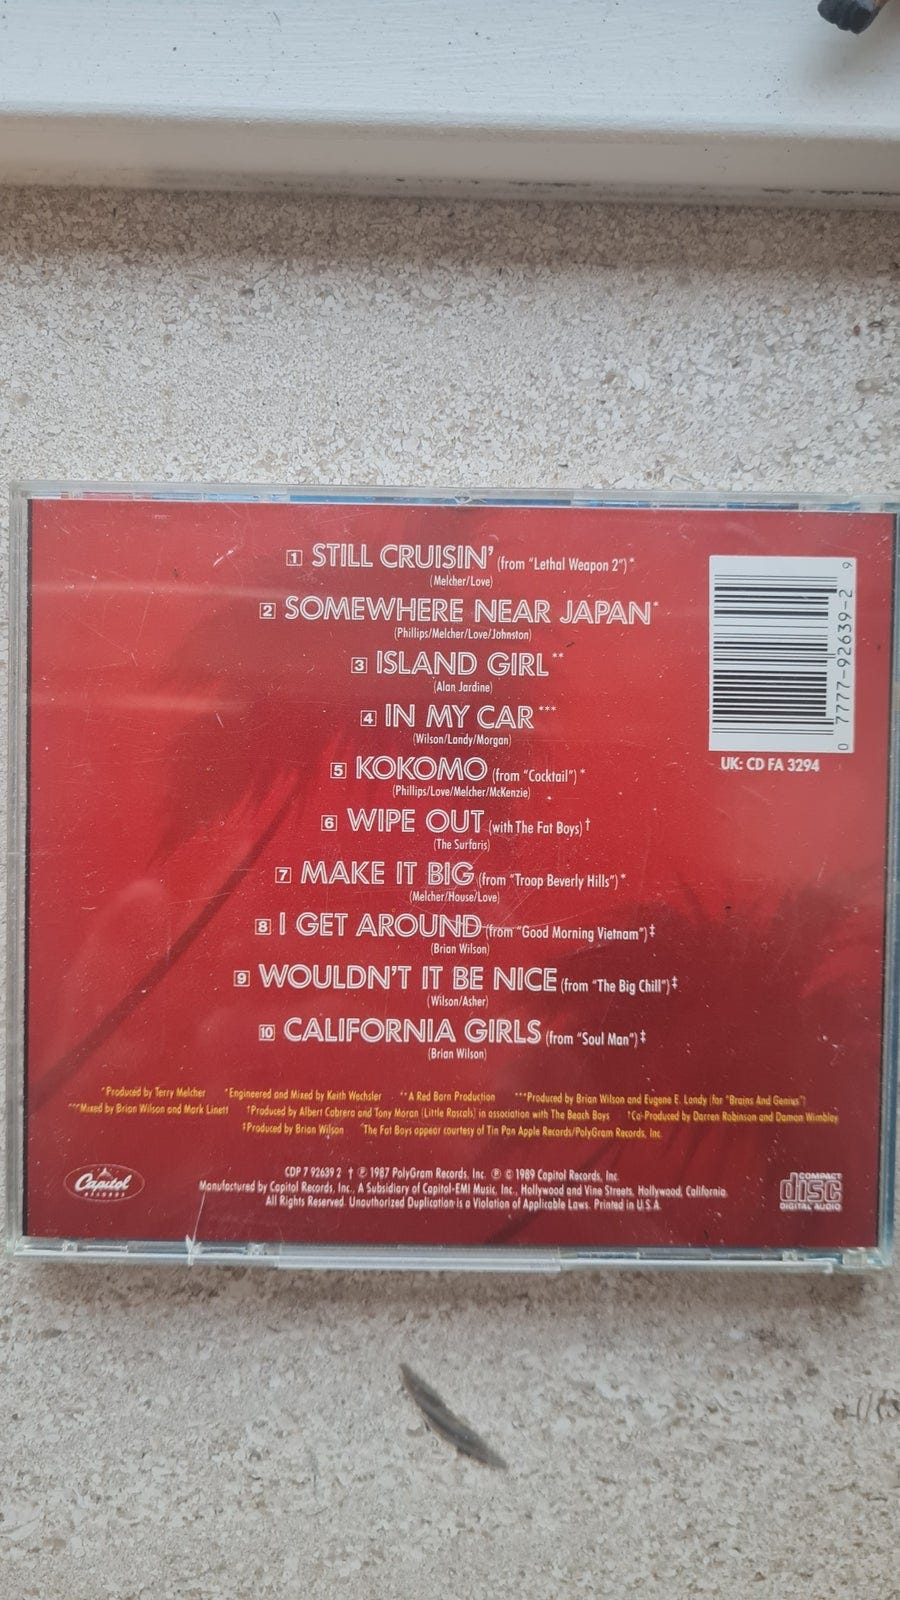 1 STILL CRUISIN' (from "Lethal Weapon 2")*
(Melcher/Love)
2 SOMEWHERE NEAR JAPAN*
(Phillips/Melcher/Love/Johnston)
3 ISLAND GIRL**
(Alan Jardine)
4 IN MY CAR***
(Wilson/Landy/Morgan)
5 KOKOMO (from "Cocktail")*
(Phillips/Love/Melcher/McKenzie)
6 WIPE OUT (with The Fat Boys)†
(The Surfaris)
7 MAKE IT BIG (from "Troop Beverly Hills")*
(Melcher/House/Love)
8 I GET AROUND (from "Good Morning Vietnam")‡
(Brian Wilson)
9 WOULDN'T IT BE NICE (from "The Big Chill")‡
(Wilson/Asher)
10 CALIFORNIA GIRLS (from "Soul Man")‡
(Brian Wilson)
0 7777-92639-2 9
UK: CD FA 3294
*Produced by Terry Melcher *Engineered and Mixed by Keith Wechsler **A Red Barn Production ***Produced by Brian Wilson and Eugene E. Landy (for "Brains And Genius")
***Mixed by Brian Wilson and Mark Linett †Produced by Albert Cabrera and Tony Moran (Little Rascals) in association with The Beach Boys †Co-Produced by Darren Robinson and Damon Wimbley
‡Produced by Brian Wilson The Fat Boys appear courtesy of Tin Pan Apple Records/PolyGram Records, Inc.
Capitol
RECORDS
CDP 7 92639 2 † ℗ 1987 PolyGram Records, Inc. ℗ © 1989 Capitol Records, Inc.
Manufactured by Capitol Records, Inc., A Subsidiary of Capitol-EMI Music, Inc., Hollywood and Vine Streets, Hollywood, California.
All Rights Reserved. Unauthorized Duplication is a Violation of Applicable Laws. Printed in U.S.A.
COMPACT
disc
DIGITAL AUDIO